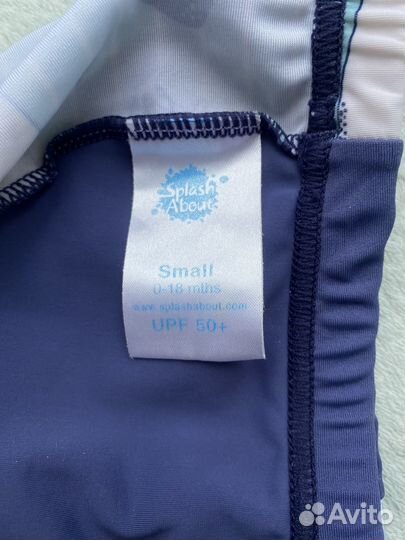 Splash
About
Small
0-18 mths
www.splashabout.com
UPF 50+
Avito